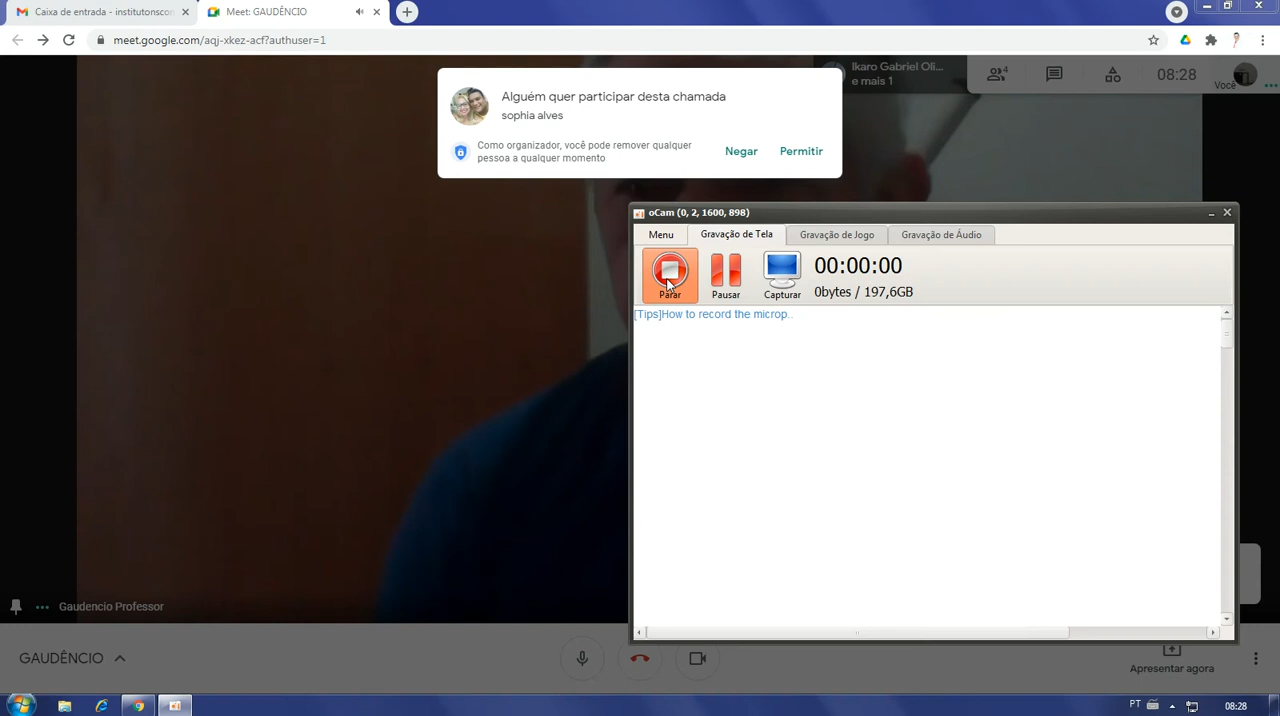 Caixa de entrada - institutonscon
Meet: GAUDÊNCIO
meet.google.com/aqj-xkez-acf?authuser=1
Ikaro Gabriel Oli...
e mais 1
4
08:28
Você
Alguém quer participar desta chamada
sophia alves
Como organizador, você pode remover qualquer
pessoa a qualquer momento
Negar
Permitir
oCam (0, 2, 1600, 898)
Menu
Gravação de Tela
Gravação de Jogo
Gravação de Áudio
Parar
Pausar
Capturar
00:00:00
0bytes / 197,6GB
[Tips]How to record the microp..
Gaudencio Professor
GAUDÊNCIO
Apresentar agora
PT
08:28